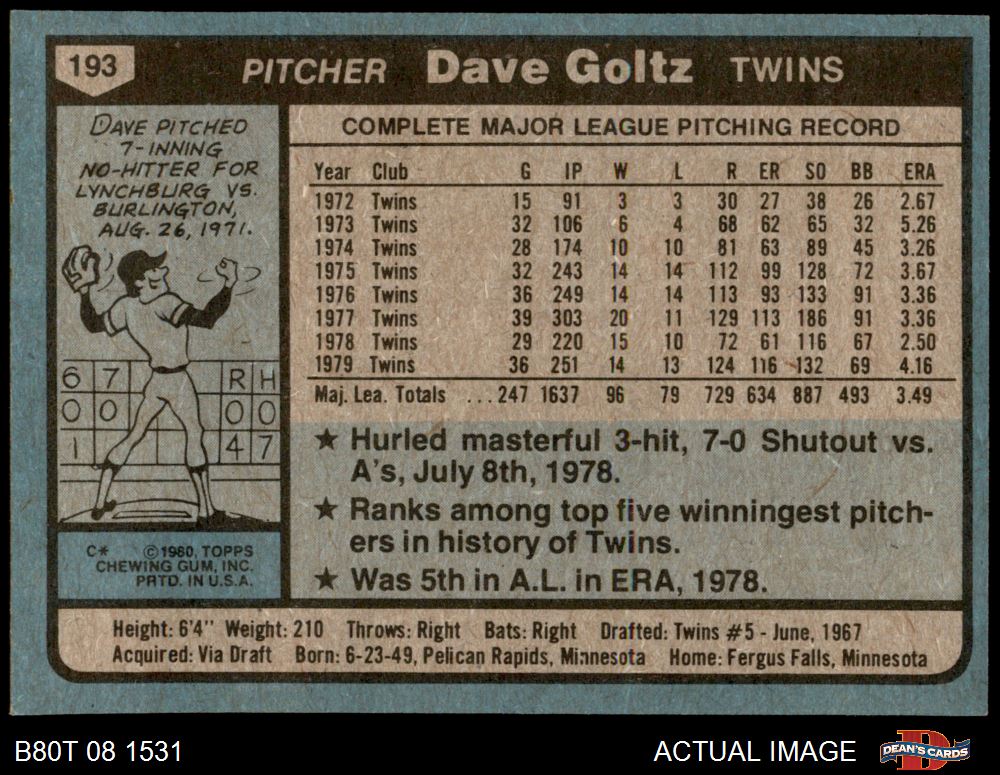 193 PITCHER Dave Goltz TWINS
DAVE PITCHED
7-INNING
NO-HITTER FOR
LYNCHBURG VS.
BURLINGTON,
AUG. 26, 1971.
6 7 R H
0 0 0 0
1 4 7
C* ©1980, TOPPS
CHEWING GUM, INC.
PRTD. IN U.S.A.
COMPLETE MAJOR LEAGUE PITCHING RECORD
Year Club G IP W L R ER SO BB ERA
1972 Twins 15 91 3 3 30 27 38 26 2.67
1973 Twins 32 106 6 4 68 62 65 32 5.26
1974 Twins 28 174 10 10 81 63 89 45 3.26
1975 Twins 32 243 14 14 112 99 128 72 3.67
1976 Twins 36 249 14 14 113 93 133 91 3.36
1977 Twins 39 303 20 11 129 113 186 91 3.36
1978 Twins 29 220 15 10 72 61 116 67 2.50
1979 Twins 36 251 14 13 124 116 132 69 4.16
Maj. Lea. Totals ...247 1637 96 79 729 634 887 493 3.49
★ Hurled masterful 3-hit, 7-0 Shutout vs.
A's, July 8th, 1978.
★ Ranks among top five winningest pitch-
ers in history of Twins.
★ Was 5th in A.L. in ERA, 1978.
Height: 6'4" Weight: 210 Throws: Right Bats: Right Drafted: Twins #5 - June, 1967
Acquired: Via Draft Born: 6-23-49, Pelican Rapids, Minnesota Home: Fergus Falls, Minnesota
B80T 08 1531 ACTUAL IMAGE DEAN'S CARDS